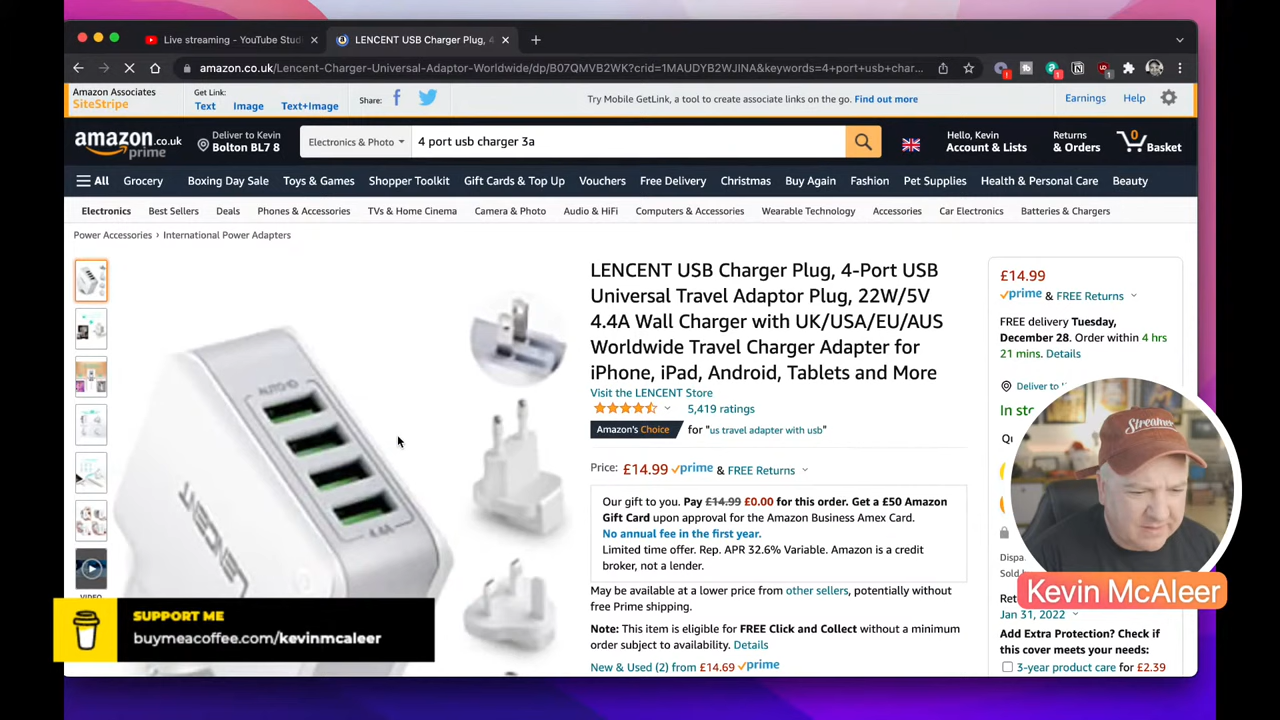 Live streaming - YouTube Stud
LENCENT USB Charger Plug, 4-
amazon.co.uk/Lencent-Charger-Universal-Adaptor-Worldwide/dp/B07QMVB2WK?crid=1MAUDYB2WJINA&keywords=4+port+usb+char...
Amazon Associates
SiteStripe
Get Link:
Text
Image
Text+Image
Share:
Try Mobile GetLink, a tool to create associate links on the go. Find out more
Earnings
Help
amazon.co.uk
prime
Deliver to Kevin
Bolton BL7 8
Electronics & Photo
4 port usb charger 3a
Hello, Kevin
Account & Lists
Returns
& Orders
0
Basket
All
Grocery
Boxing Day Sale
Toys & Games
Shopper Toolkit
Gift Cards & Top Up
Vouchers
Free Delivery
Christmas
Buy Again
Fashion
Pet Supplies
Health & Personal Care
Beauty
Electronics
Best Sellers
Deals
Phones & Accessories
TVs & Home Cinema
Camera & Photo
Audio & HiFi
Computers & Accessories
Wearable Technology
Accessories
Car Electronics
Batteries & Chargers
Power Accessories › International Power Adapters
AUTO-ID
4.4A
LENCENT
VIDEO
LENCENT USB Charger Plug, 4-Port USB
Universal Travel Adaptor Plug, 22W/5V
4.4A Wall Charger with UK/USA/EU/AUS
Worldwide Travel Charger Adapter for
iPhone, iPad, Android, Tablets and More
Visit the LENCENT Store
5,419 ratings
Amazon's Choice for "us travel adapter with usb"
Price: £14.99 prime & FREE Returns
Our gift to you. Pay £14.99 £0.00 for this order. Get a £50 Amazon
Gift Card upon approval for the Amazon Business Amex Card.
No annual fee in the first year.
Limited time offer. Rep. APR 32.6% Variable. Amazon is a credit
broker, not a lender.
May be available at a lower price from other sellers, potentially without
free Prime shipping.
Note: This item is eligible for FREE Click and Collect without a minimum
order subject to availability. Details
New & Used (2) from £14.69 prime
£14.99
prime & FREE Returns
FREE delivery Tuesday,
December 28. Order within 4 hrs
21 mins. Details
Deliver to
In sto
Qu
Dispa
Sold
Ret
Jan 31, 2022
Add Extra Protection? Check if
this cover meets your needs:
3-year product care for £2.39
Streamer
Kevin McAleer
SUPPORT ME
buymeacoffee.com/kevinmcaleer